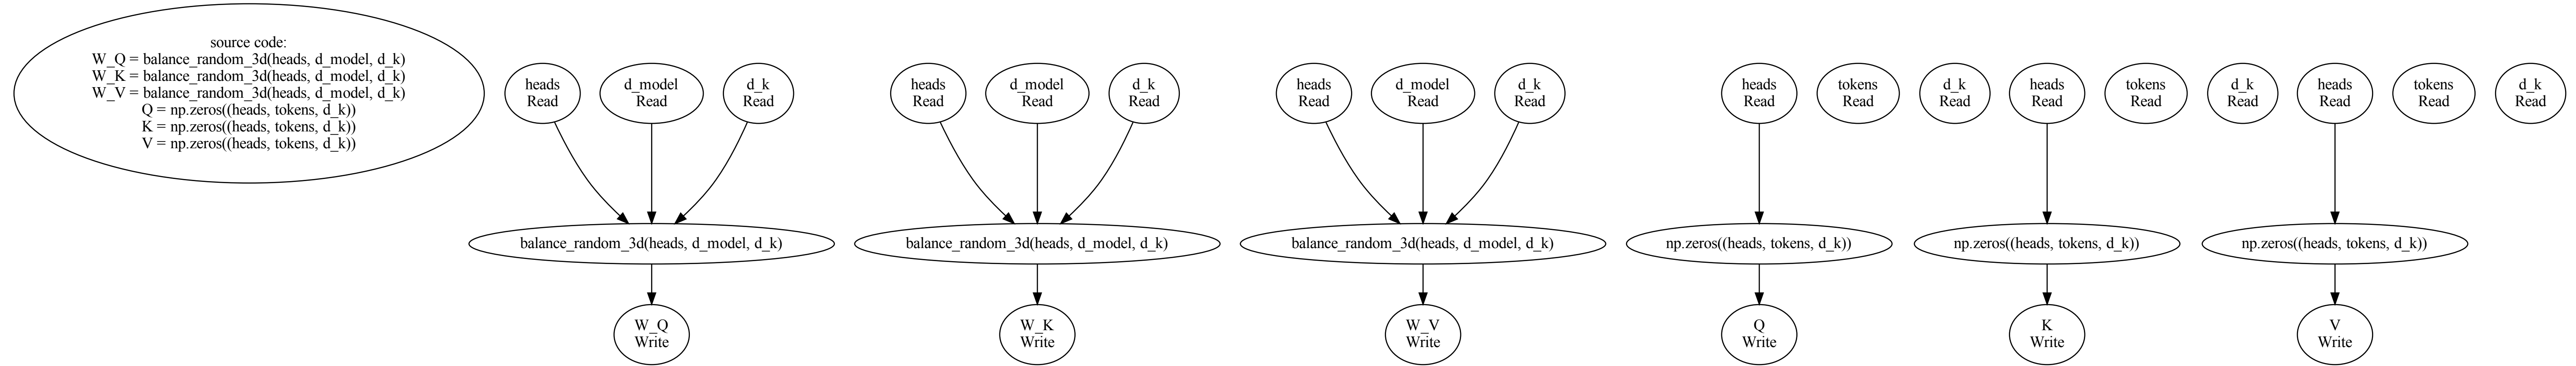 source code:
W_Q = balance_random_3d(heads, d_model, d_k)
W_K = balance_random_3d(heads, d_model, d_k)
W_V = balance_random_3d(heads, d_model, d_k)
Q = np.zeros((heads, tokens, d_k))
K = np.zeros((heads, tokens, d_k))
V = np.zeros((heads, tokens, d_k))
heads
Read
d_model
Read
d_k
Read
heads
Read
d_model
Read
d_k
Read
heads
Read
d_model
Read
d_k
Read
heads
Read
tokens
Read
d_k
Read
heads
Read
tokens
Read
d_k
Read
heads
Read
tokens
Read
d_k
Read
balance_random_3d(heads, d_model, d_k)
balance_random_3d(heads, d_model, d_k)
balance_random_3d(heads, d_model, d_k)
np.zeros((heads, tokens, d_k))
np.zeros((heads, tokens, d_k))
np.zeros((heads, tokens, d_k))
W_Q
Write
W_K
Write
W_V
Write
Q
Write
K
Write
V
Write